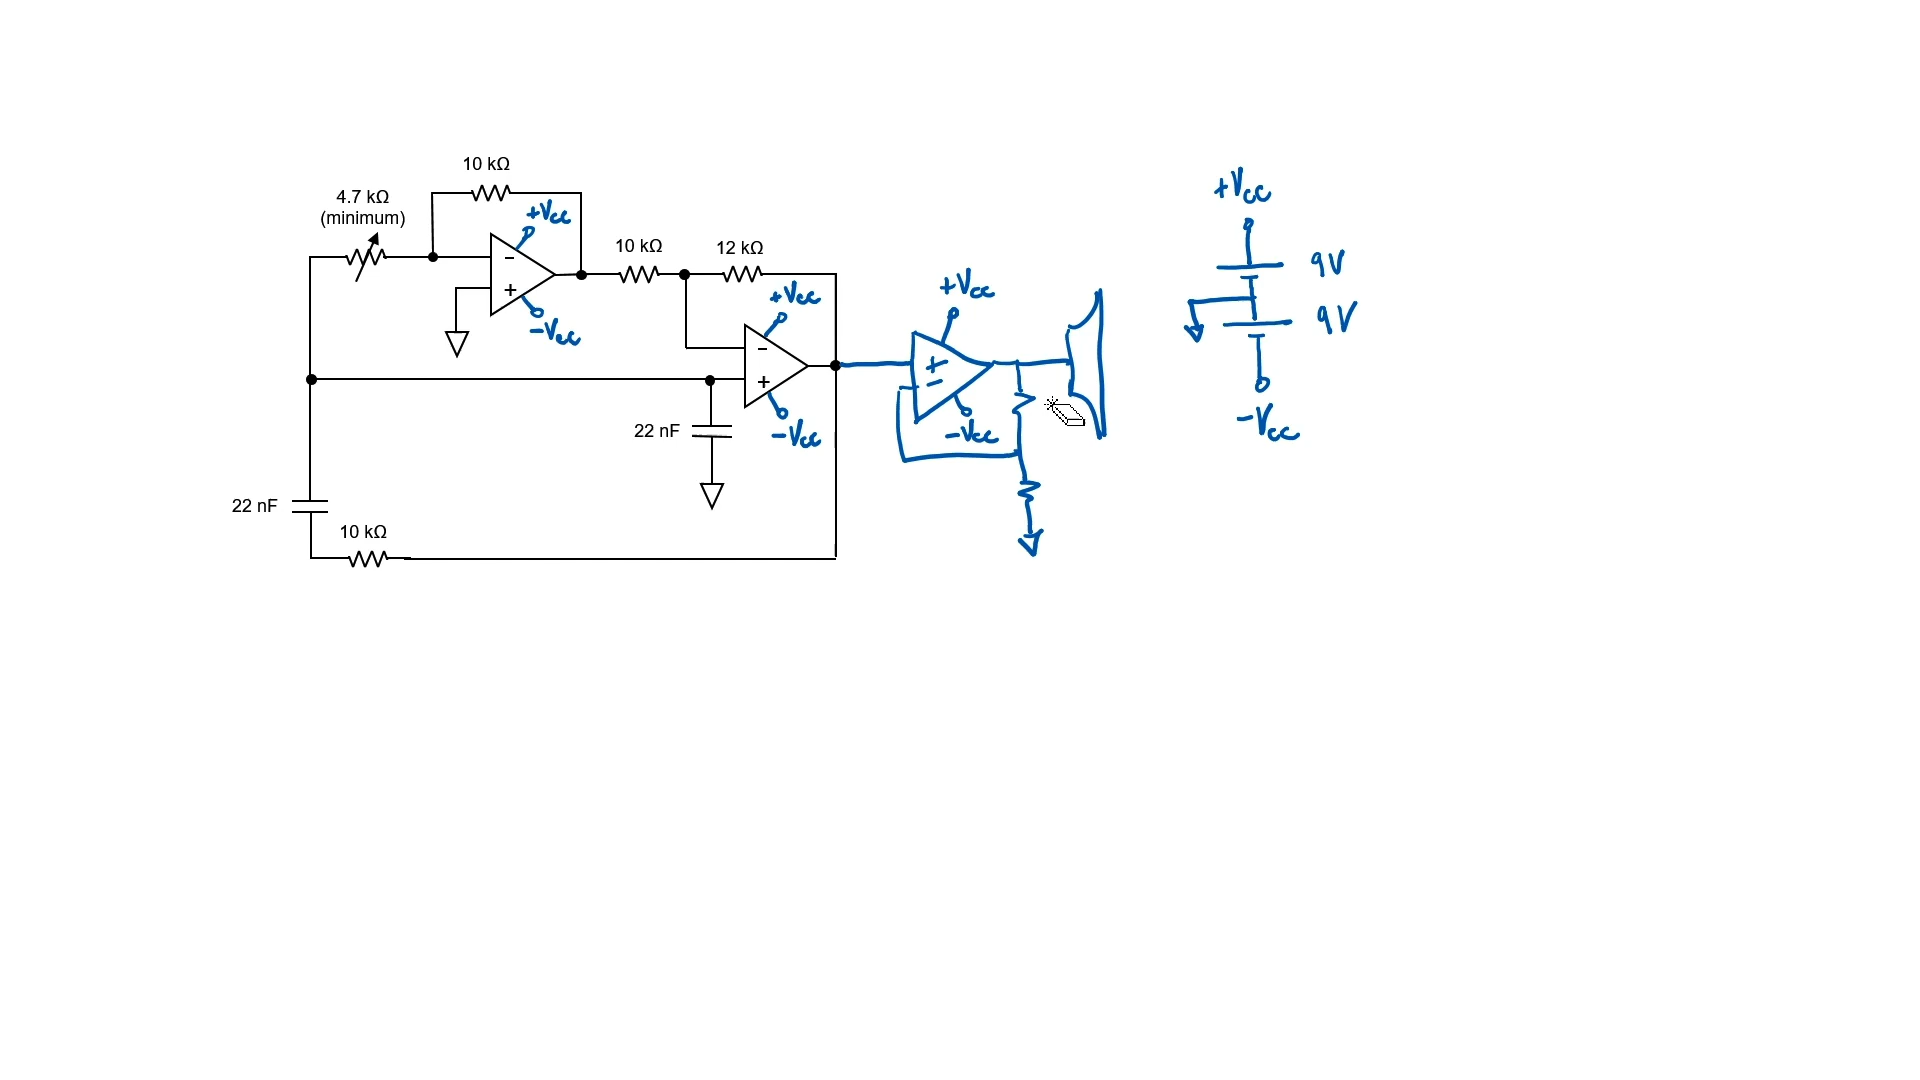 10 kΩ
4.7 kΩ
(minimum)
+Vcc
−
+
−Vcc
10 kΩ
12 kΩ
+Vcc
−
+
−Vcc
22 nF
22 nF
10 kΩ
+Vcc
+
−
−Vcc
+Vcc
9V
9V
−Vcc